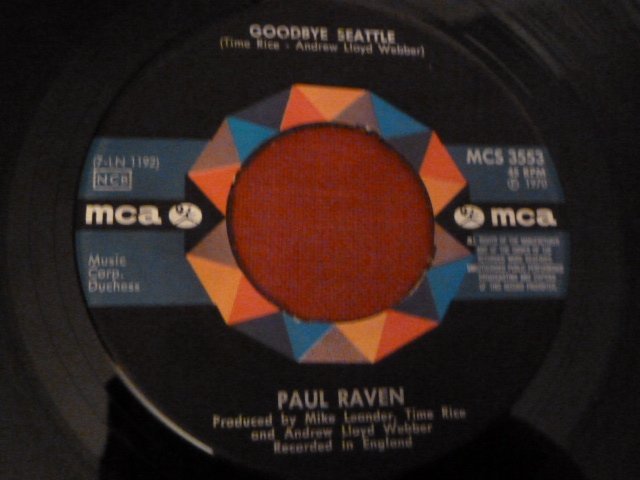 GOODBYE SEATTLE
(Time Rice - Andrew Lloyd Webber)
(7-LN 1192)
NCB
MCS 3553
45 RPM
℗ 1970
mca
mca
Music
Corp.
Duchess
PAUL RAVEN
Produced by Mike Leander, Time Rice
and Andrew Lloyd Webber
Recorded in England